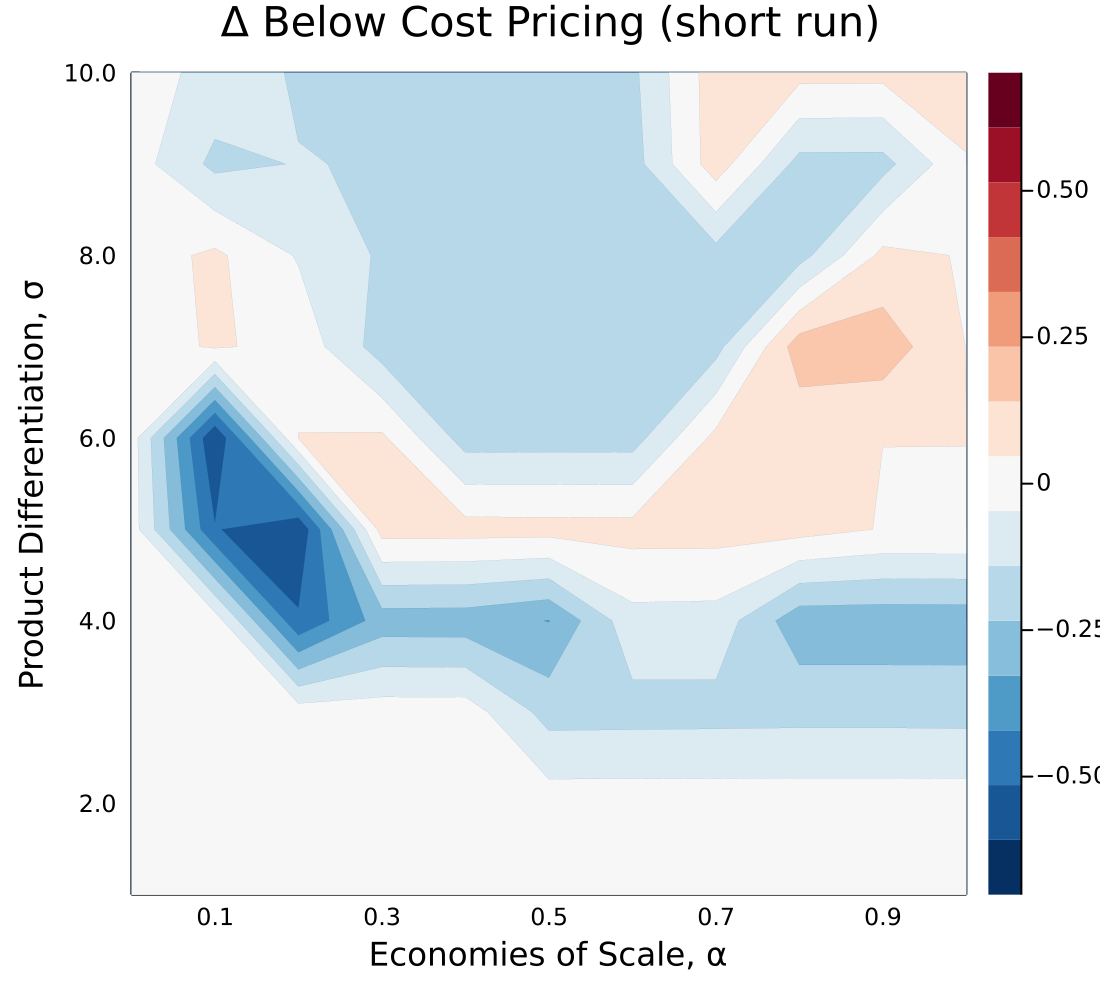 Δ Below Cost Pricing (short run)
10.0
8.0
6.0
4.0
2.0
Product Differentiation, σ
0.1 0.3 0.5 0.7 0.9
Economies of Scale, α
0.50
0.25
0
−0.25
−0.50